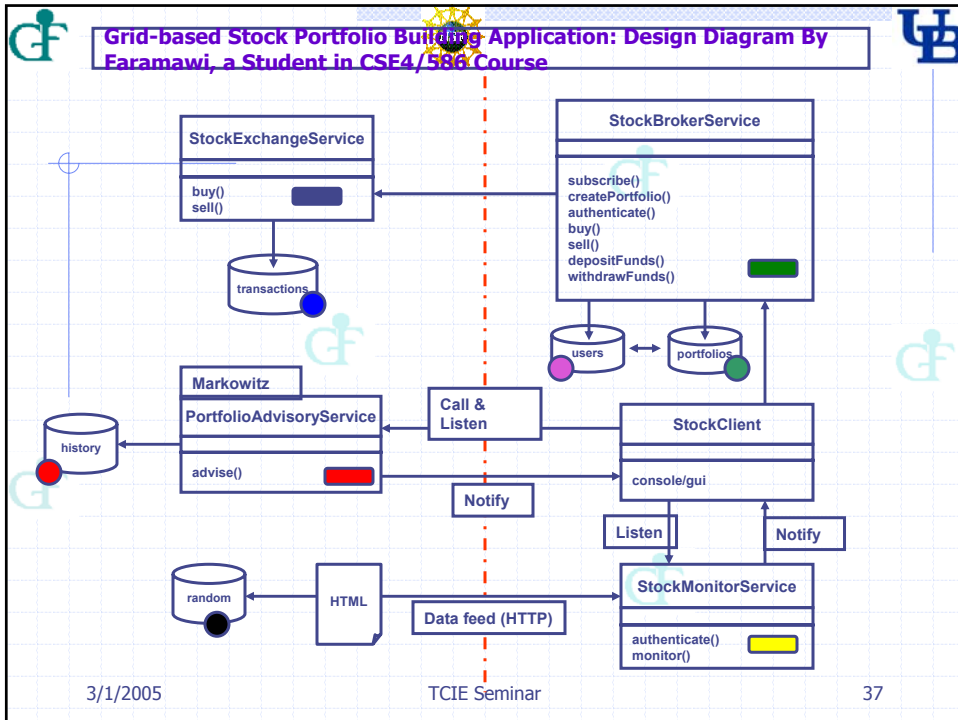 Grid-based Stock Portfolio Building Application: Design Diagram By
Faramawi, a Student in CSE4/586 Course
StockExchangeService
buy()
sell()
transactions
StockBrokerService
subscribe()
createPortfolio()
authenticate()
buy()
sell()
depositFunds()
withdrawFunds()
users
portfolios
Markowitz
PortfolioAdvisoryService
advise()
history
Call &
Listen
StockClient
console/gui
Notify
Listen
Notify
random
HTML
Data feed (HTTP)
StockMonitorService
authenticate()
monitor()
3/1/2005
TCIE Seminar
37